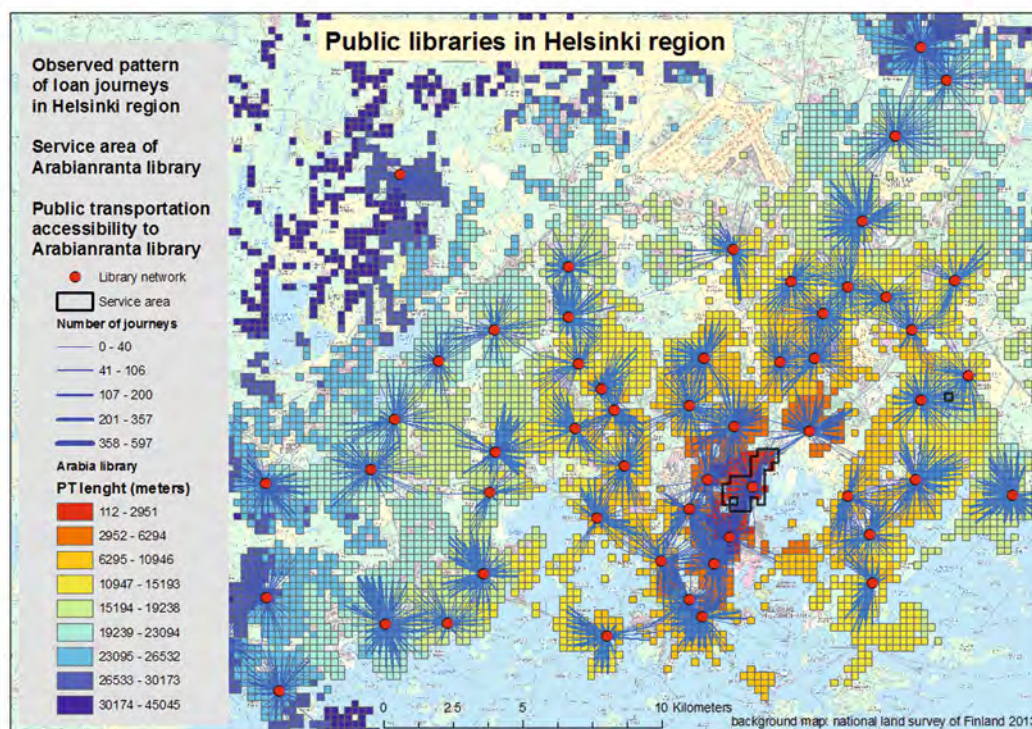 Public libraries in Helsinki region
Observed pattern
of loan journeys
in Helsinki region
Service area of
Arabianranta library
Public transportation
accessibility to
Arabianranta library
Library network
Service area
Number of journeys
0 - 40
41 - 106
107 - 200
201 - 357
358 - 597
Arabia library
PT lenght (meters)
112 - 2951
2952 - 6294
6295 - 10946
10947 - 15193
15194 - 19238
19239 - 23094
23095 - 26532
26533 - 30173
30174 - 45045
0 2.5 5 10 Kilometers
background map: national land survey of Finland 2013